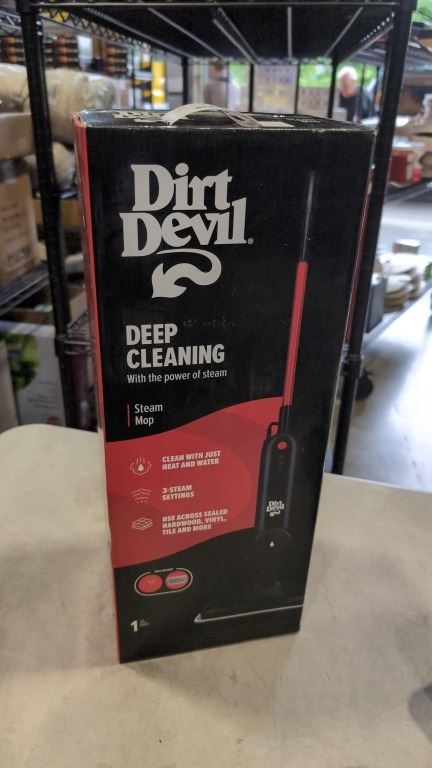 Dirt
Devil®
DEEP
CLEANING
With the power of steam
Steam
Mop
CLEAN WITH JUST
HEAT AND WATER
3-STEAM
SETTINGS
USE ACROSS SEALED
HARDWOOD, VINYL,
TILE AND MORE
Dirt
Devil
1